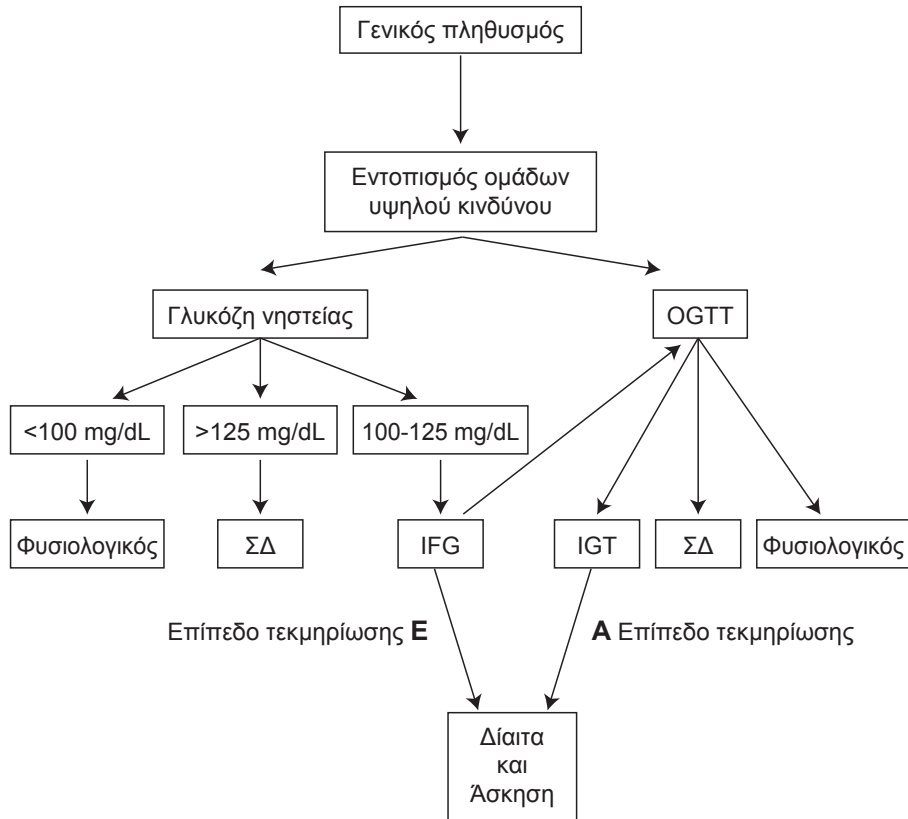 Γενικός πληθυσμός
Εντοπισμός ομάδων
υψηλού κινδύνου
Γλυκόζη νηστείας
OGTT
<100 mg/dL
>125 mg/dL
100-125 mg/dL
Φυσιολογικός
ΣΔ
IFG
IGT
ΣΔ
Φυσιολογικός
Επίπεδο τεκμηρίωσης Ε
Α Επίπεδο τεκμηρίωσης
Δίαιτα
και
Άσκηση